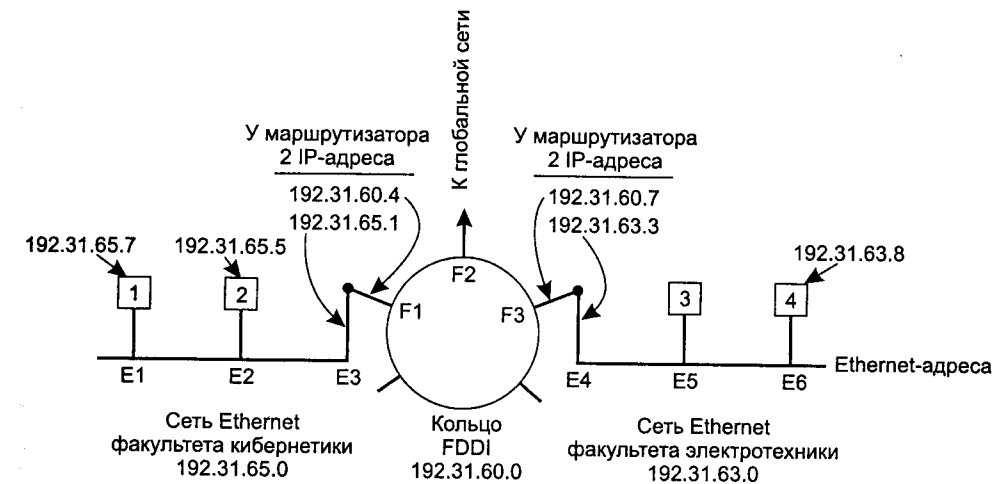 К глобальной сети
У маршрутизатора
2 IP-адреса
192.31.60.4
192.31.65.1
У маршрутизатора
2 IP-адреса
192.31.60.7
192.31.63.3
192.31.65.7
192.31.65.5
192.31.63.8
1
2
3
4
F1
F2
F3
E1
E2
E3
E4
E5
E6
Ethernet-адреса
Сеть Ethernet
факультета кибернетики
192.31.65.0
Кольцо
FDDI
192.31.60.0
Сеть Ethernet
факультета электротехники
192.31.63.0